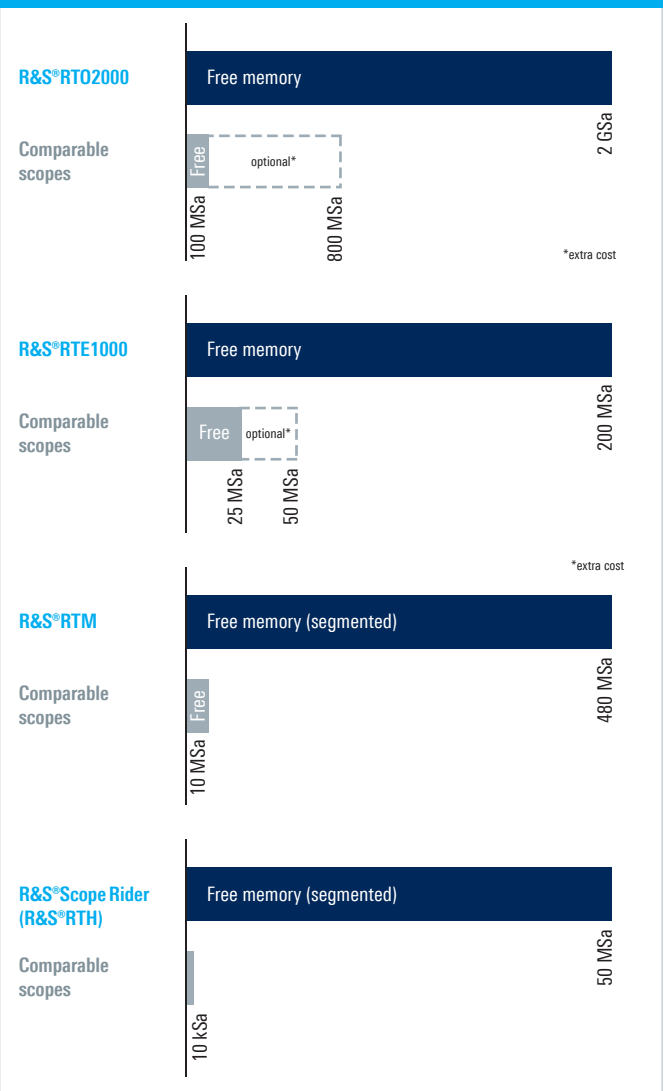 R&S®RTO2000
Free memory
2 GSa
Comparable
scopes
Free
optional*
100 MSa
800 MSa
*extra cost
R&S®RTE1000
Free memory
200 MSa
Comparable
scopes
Free
optional*
25 MSa
50 MSa
*extra cost
R&S®RTM
Free memory (segmented)
480 MSa
Comparable
scopes
Free
10 MSa
R&S®Scope Rider
(R&S®RTH)
Free memory (segmented)
50 MSa
Comparable
scopes
10 kSa